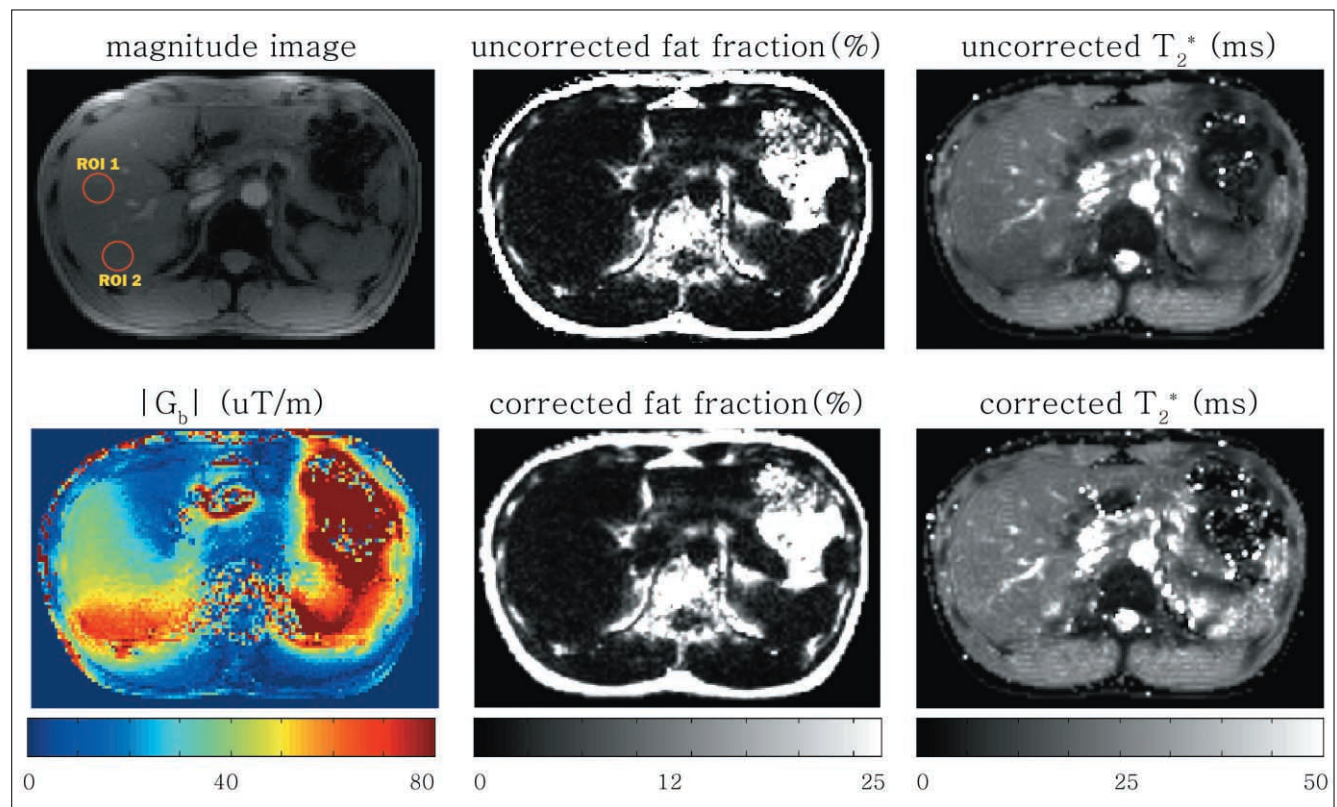 magnitude image
uncorrected fat fraction(%)
uncorrected T₂* (ms)
ROI 1
ROI 2
|G_b| (uT/m)
corrected fat fraction(%)
corrected T₂* (ms)
0 40 80
0 12 25
0 25 50